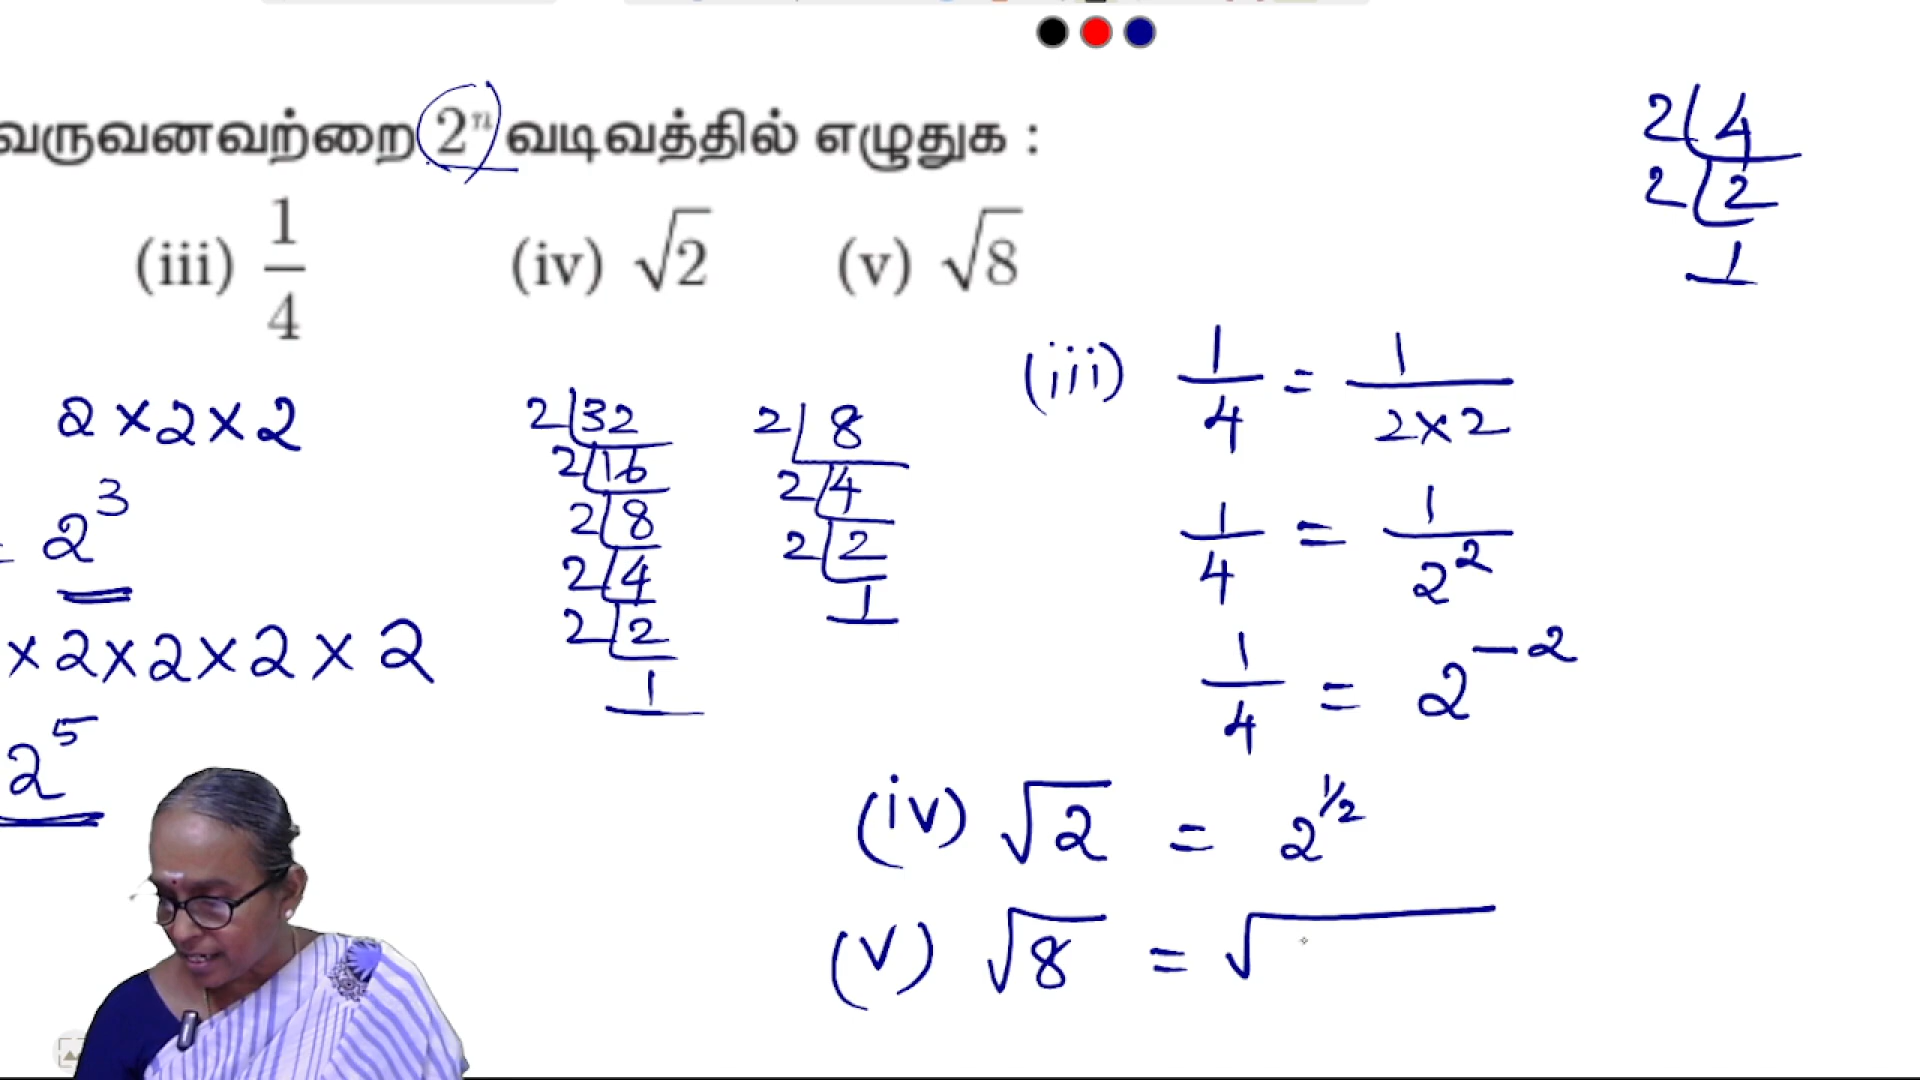 வருவனவற்றை 2ⁿ வடிவத்தில் எழுதுக :
(iii) 1/4 (iv) √2 (v) √8
2 × 2 × 2
= 2³
× 2 × 2 × 2 × 2
2⁵
2 | 32
2 | 16
2 | 8
2 | 4
2 | 2
1
2 | 8
2 | 4
2 | 2
1
2 | 4
2 | 2
1
(iii) 1/4 = 1/(2×2)
1/4 = 1/2²
1/4 = 2⁻²
(iv) √2 = 2^1/2
(v) √8 = √